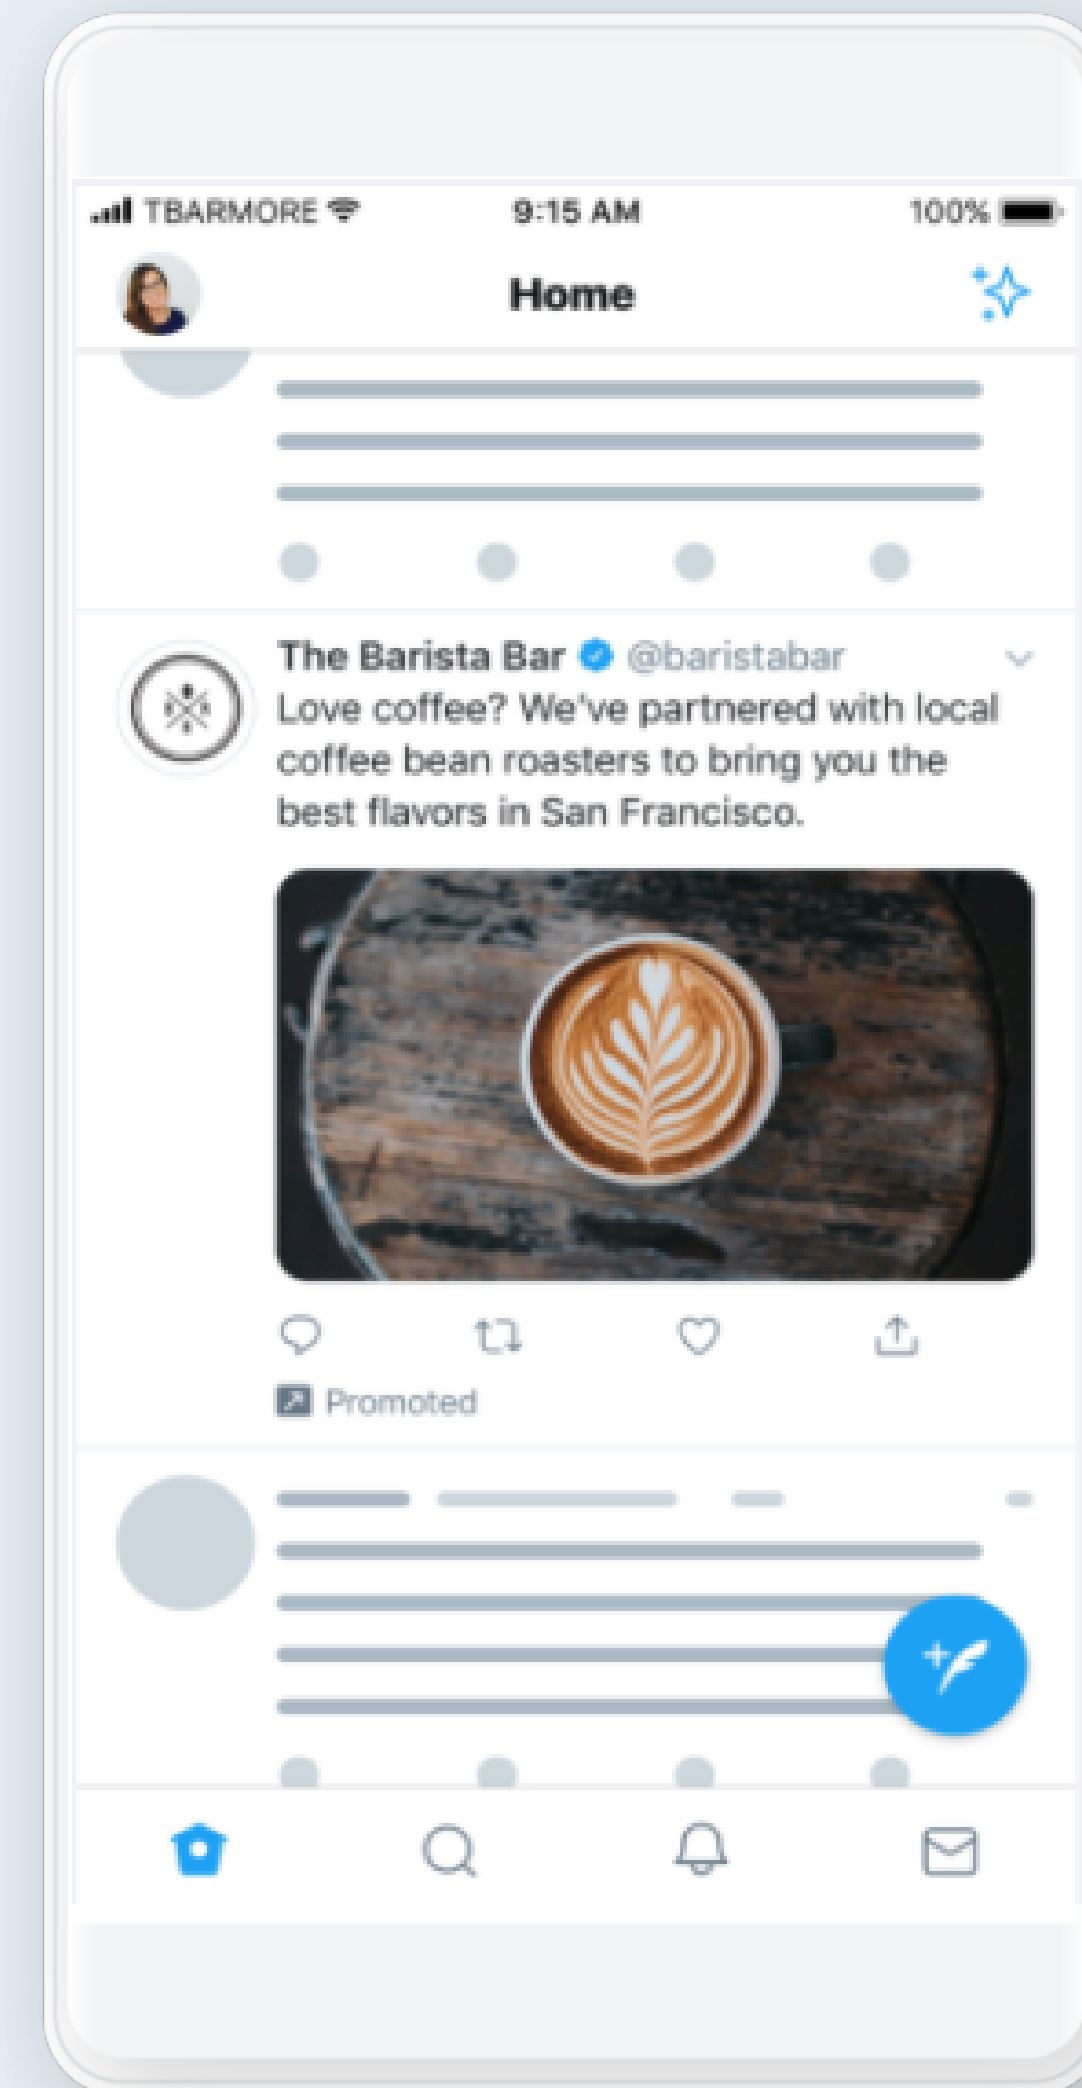 TBARMORE 9:15 AM 100%
Home
The Barista Bar @baristabar
Love coffee? We've partnered with local
coffee bean roasters to bring you the
best flavors in San Francisco.
Promoted